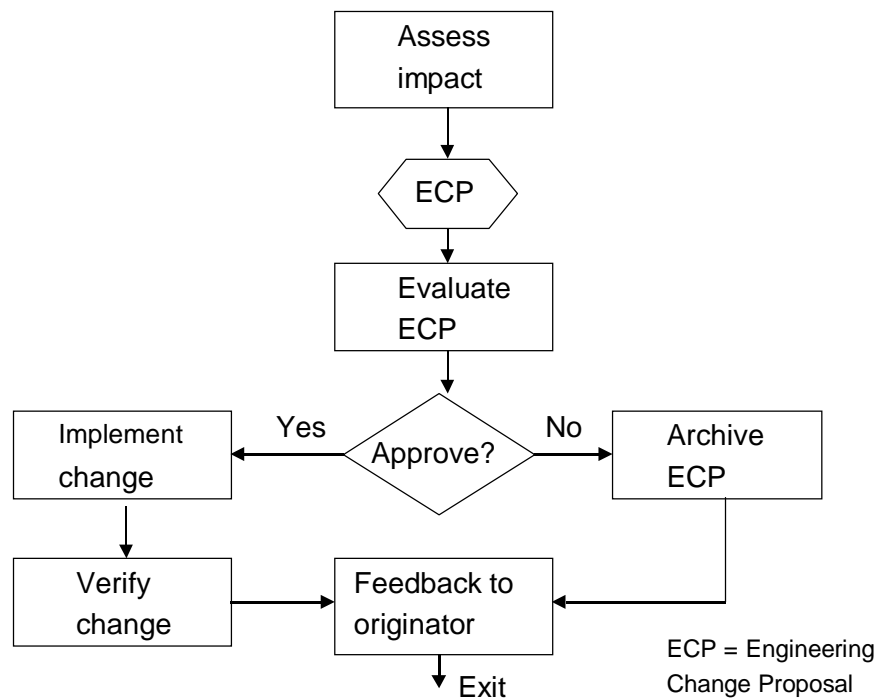 Assess
impact
ECP
Evaluate
ECP
Yes
No
Implement
change
Approve?
Archive
ECP
Verify
change
Feedback to
originator
Exit
ECP = Engineering
Change Proposal